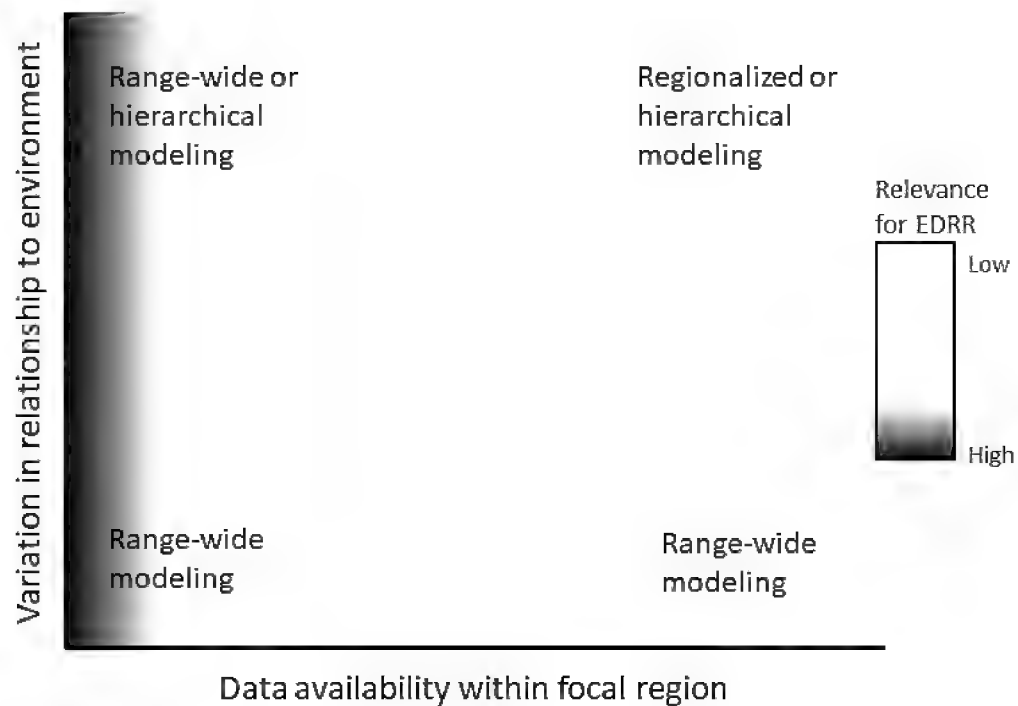 Variation in relationship to environment
Range-wide or
hierarchical
modeling
Regionalized or
hierarchical
modeling
Relevance
for EDRR
Low
High
Range-wide
modeling
Range-wide
modeling
Data availability within focal region